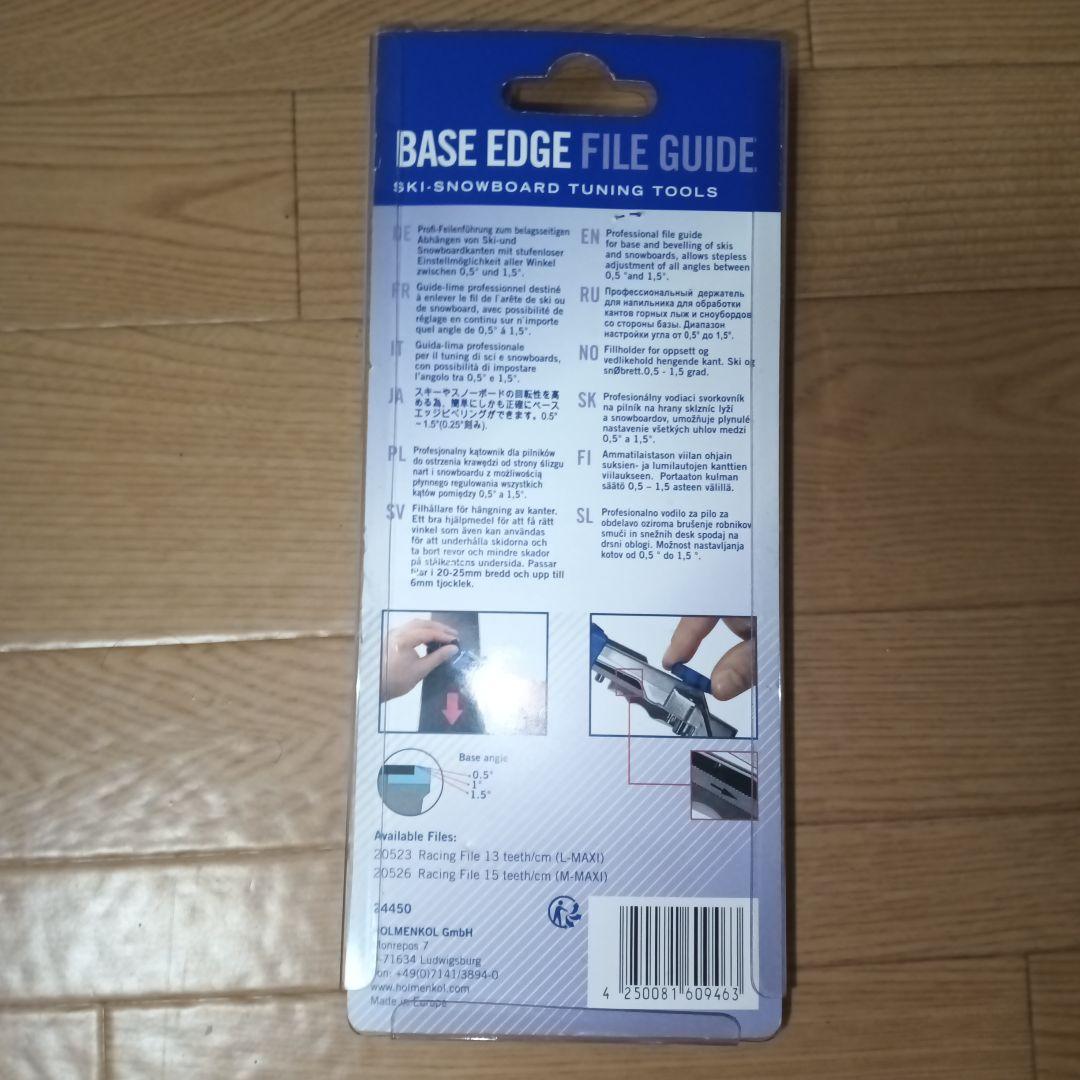 BASE EDGE FILE GUIDE
SKI-SNOWBOARD TUNING TOOLS
DE
Profi-Feilenführung zum belagsseitigen
Abhängen von Ski-und
Snowboardkanten mit stufenloser
Einstellmöglichkeit aller Winkel
zwischen 0,5° und 1,5°.
FR
Guide-lime professionnel destiné
à enlever le fil de l'arête de ski ou
de snowboard, avec possibilité de
réglage en continu sur n'importe
quel angle de 0,5° á 1,5°.
IT
Guida-lima professionale
per il tuning di sci e snowboards,
con possibilità di impostare
l'angolo tra 0,5° e 1,5°.
JA
スキーやスノーボードの回転性を高
める為、簡単にしかも正確にベース
エッジビベリングができます。0.5°
~1.5°(0.25°刻み).
PL
Profesjonalny kątownik dla pilników
do ostrzenia krawędzi od strony ślizgu
nart i snowboardu z możliwością
płynnego regulowania wszystkich
kątów pomiędzy 0,5° a 1,5°.
SV
Filhållare för hängning av kanter.
Ett bra hjälpmedel för att få rätt
vinkel som även kan användas
för att underhålla skidorna och
ta bort revor och mindre skador
på stålkantens undersida. Passar
filar i 20-25mm bredd och upp till
6mm tjocklek.
EN
Professional file guide
for base and bevelling of skis
and snowboards, allows stepless
adjustment of all angles between
0,5 °and 1,5°.
RU
Профессиональный держатель
для напильника для обработки
кантов горных лыж и сноубордов
со стороны базы. Диапазон
настройки угла от 0,5° до 1,5°.
NO
Fillholder for oppsett og
vedlikehold hengende kant. Ski og
snØbrett.0,5 - 1,5 grad.
SK
Profesionálny vodiaci svorkovník
na pilník na hrany sklzníc lyží
a snowboardov, umožňuje plynulé
nastavenie všetkých uhlov medzi
0,5° a 1,5°.
FI
Ammatilaistason viilan ohjain
suksien- ja lumilautojen kanttien
viilaukseen. Portaaton kulman
säätö 0,5 – 1,5 asteen välillä.
SL
Profesionalno vodilo za pilo za
obdelavo oziroma brušenje robnikov
smuči in snežnih desk spodaj na
drsni oblogi. Možnost nastavljanja
kotov od 0,5 ° do 1,5 °.
Base angle
0.5°
1°
1.5°
Available Files:
20523 Racing File 13 teeth/cm (L-MAXI)
20526 Racing File 15 teeth/cm (M-MAXI)
24450
HOLMENKOL GmbH
Monrepos 7
-71634 Ludwigsburg
on: +49(0)7141/3894-0
www.holmenkol.com
Made in Europe
4 250081 609463